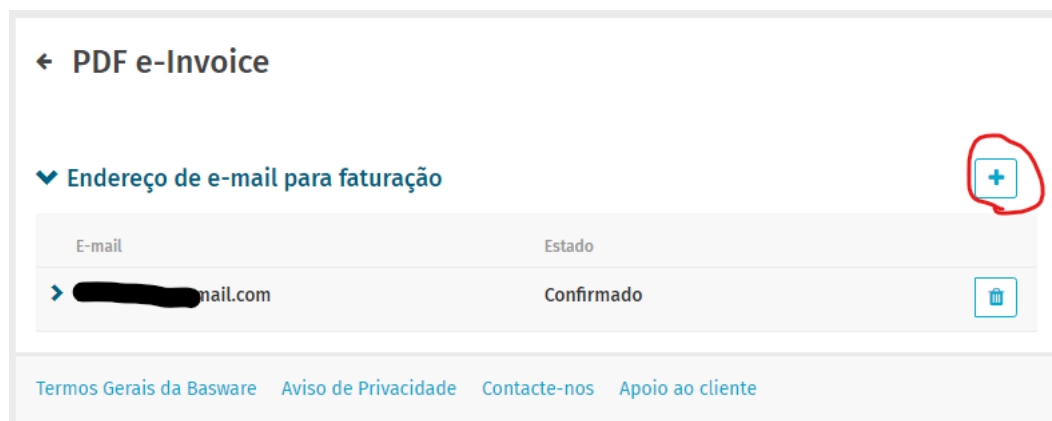 PDF e-Invoice
Endereço de e-mail para faturação
E-mail Estado
mail.com Confirmado
Termos Gerais da Basware Aviso de Privacidade Contacte-nos Apoio ao cliente